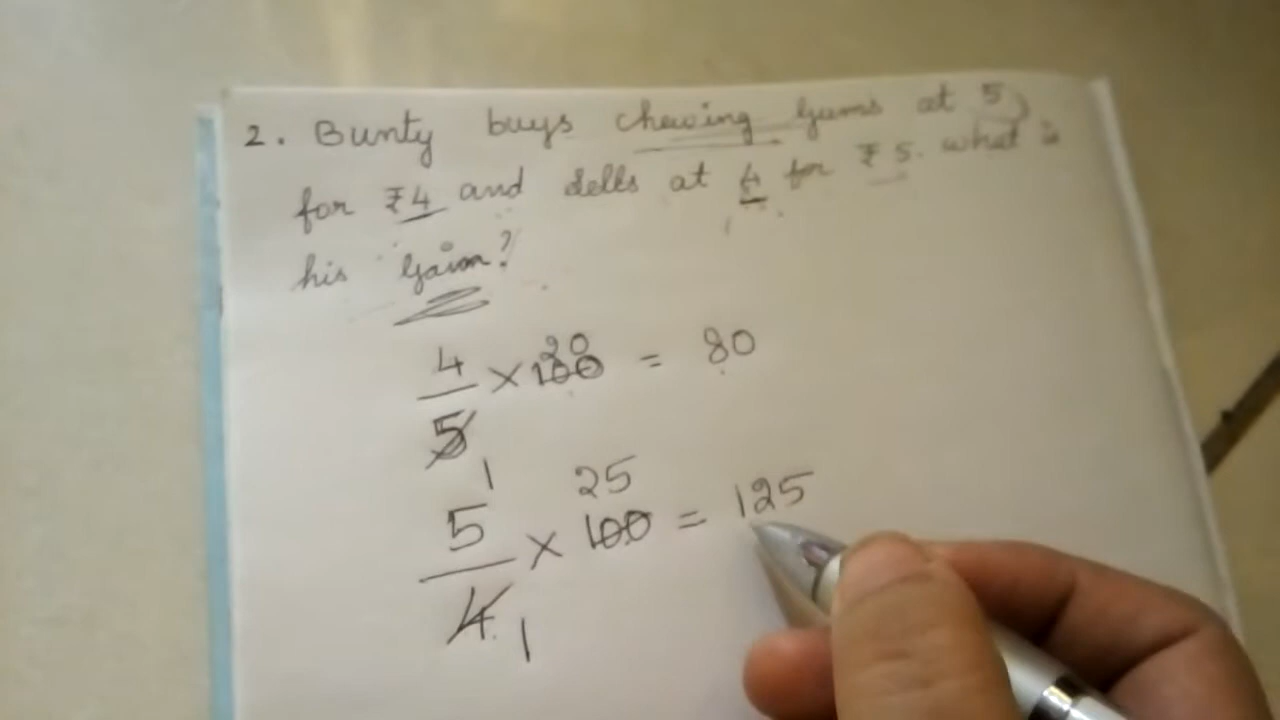 2. Bunty buys chewing gums at 5
for ₹4 and sells at 4 for ₹5. what is
his Gain?
4/5 × 100 = 80
20
1
5/4 × 100 = 125
25
1